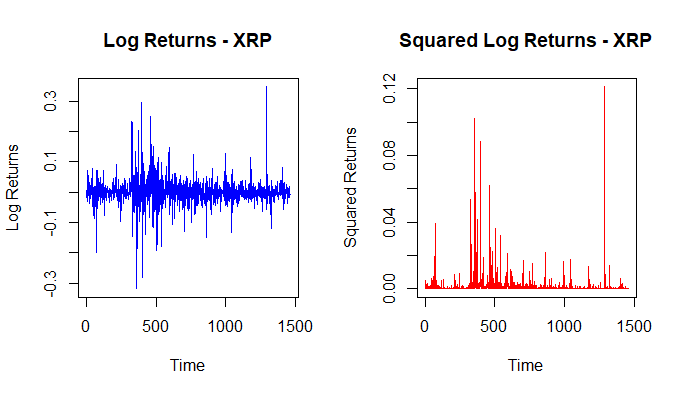 Log Returns - XRP
Log Returns
0.3
0.1
-0.1
-0.3
0
500
1000
1500
Time
Squared Log Returns - XRP
Squared Returns
0.12
0.08
0.04
0.00
0
500
1000
1500
Time